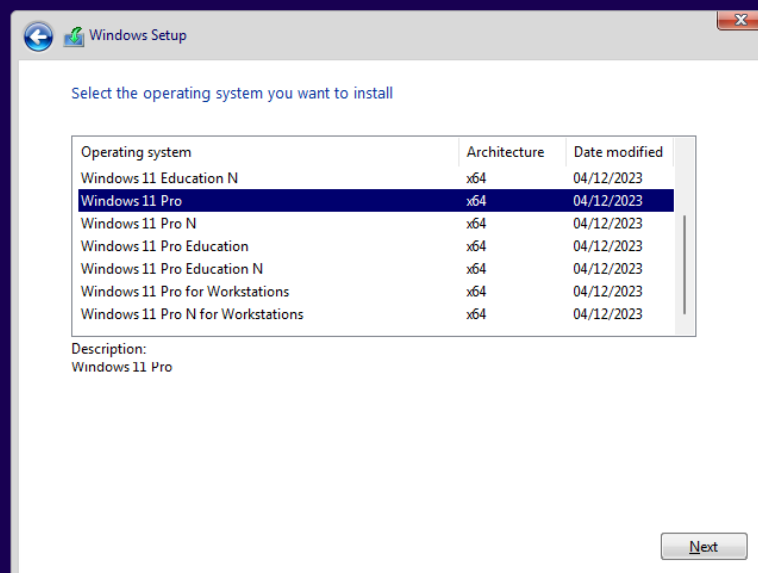 Windows Setup
Select the operating system you want to install
Operating system Architecture Date modified
Windows 11 Education N x64 04/12/2023
Windows 11 Pro x64 04/12/2023
Windows 11 Pro N x64 04/12/2023
Windows 11 Pro Education x64 04/12/2023
Windows 11 Pro Education N x64 04/12/2023
Windows 11 Pro for Workstations x64 04/12/2023
Windows 11 Pro N for Workstations x64 04/12/2023
Description:
Windows 11 Pro
Next